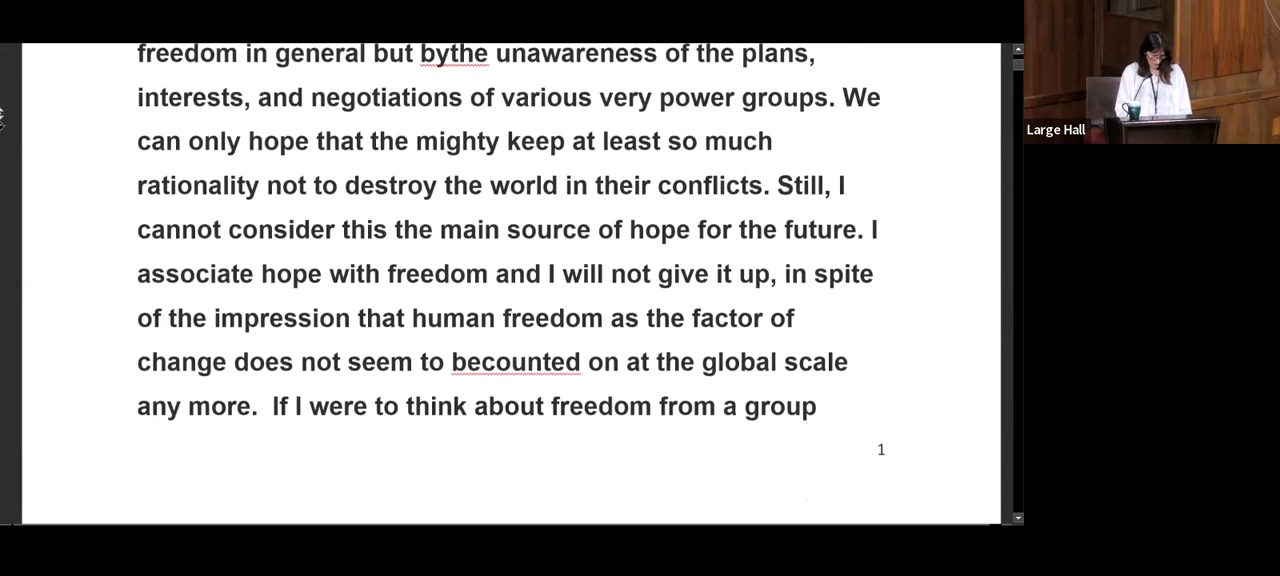 freedom in general but bythe unawareness of the plans,
interests, and negotiations of various very power groups. We
can only hope that the mighty keep at least so much
rationality not to destroy the world in their conflicts. Still, I
cannot consider this the main source of hope for the future. I
associate hope with freedom and I will not give it up, in spite
of the impression that human freedom as the factor of
change does not seem to becounted on at the global scale
any more.  If I were to think about freedom from a group
1
Large Hall